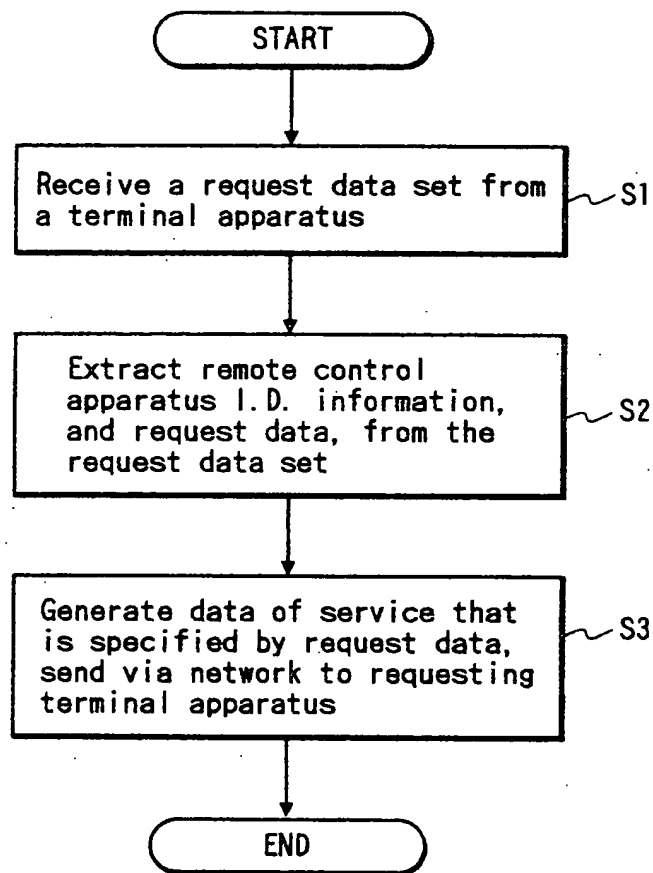 START
Receive a request data set from
a terminal apparatus
S1
Extract remote control
apparatus I.D. information,
and request data, from the
request data set
S2
Generate data of service that
is specified by request data,
send via network to requesting
terminal apparatus
S3
END